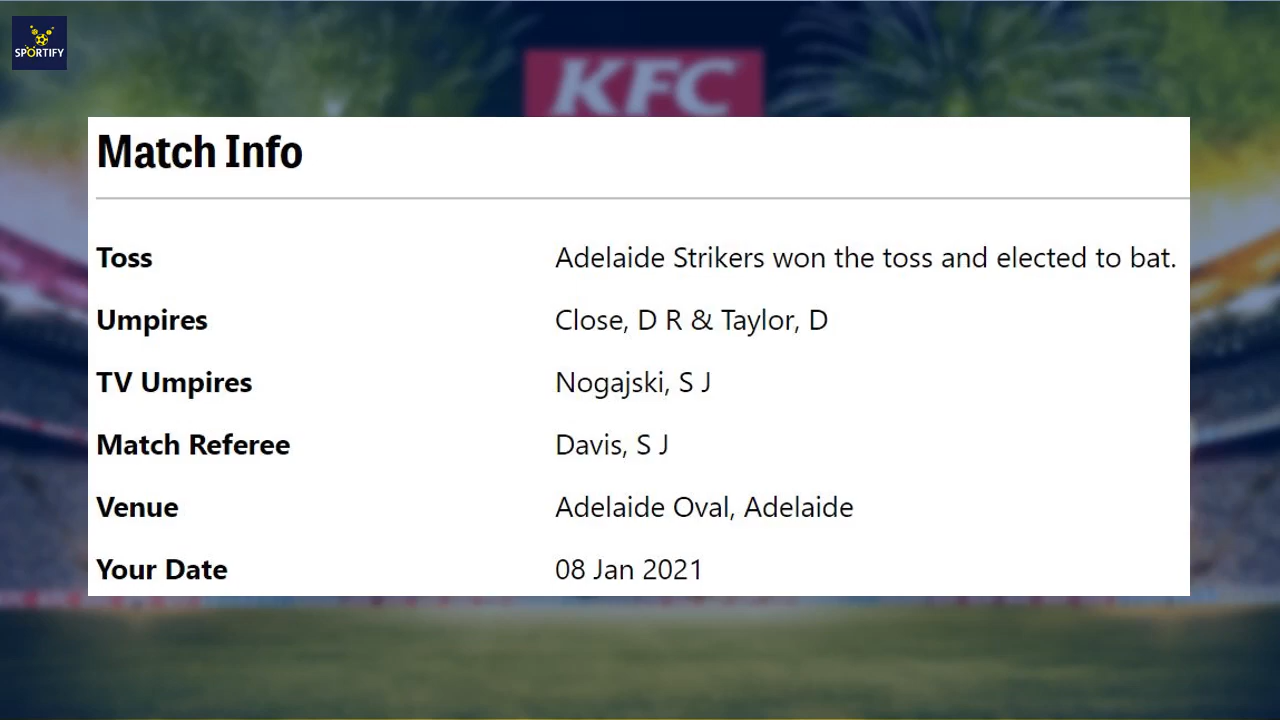 SPORTIFY
KFC
Match Info
Toss Adelaide Strikers won the toss and elected to bat.
Umpires Close, D R & Taylor, D
TV Umpires Nogajski, S J
Match Referee Davis, S J
Venue Adelaide Oval, Adelaide
Your Date 08 Jan 2021